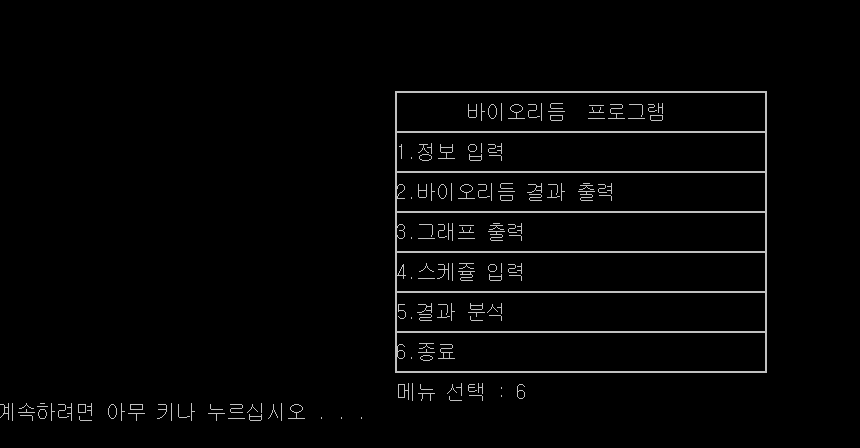 바이오리듬 프로그램
1.정보 입력
2.바이오리듬 결과 출력
3.그래프 출력
4.스케쥴 입력
5.결과 분석
6.종료
메뉴 선택 : 6
계속하려면 아무 키나 누르십시오 . . .